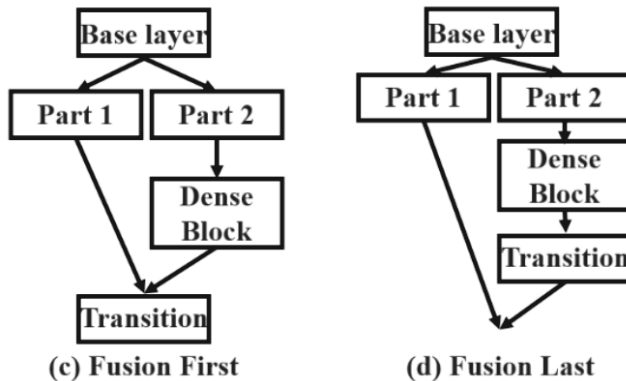 Base layer
Part 1
Part 2
Dense
Block
Transition
(c) Fusion First
Base layer
Part 1
Part 2
Dense
Block
Transition
(d) Fusion Last